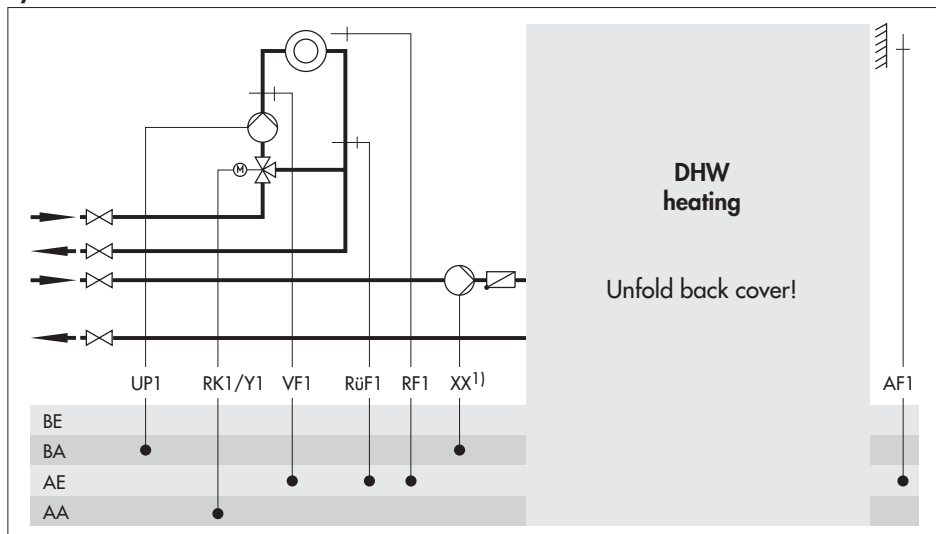 M
DHW
heating
Unfold back cover!
UP1 RK1/Y1 VF1 RüF1 RF1 XX1) AF1
BE
BA
AE
AA